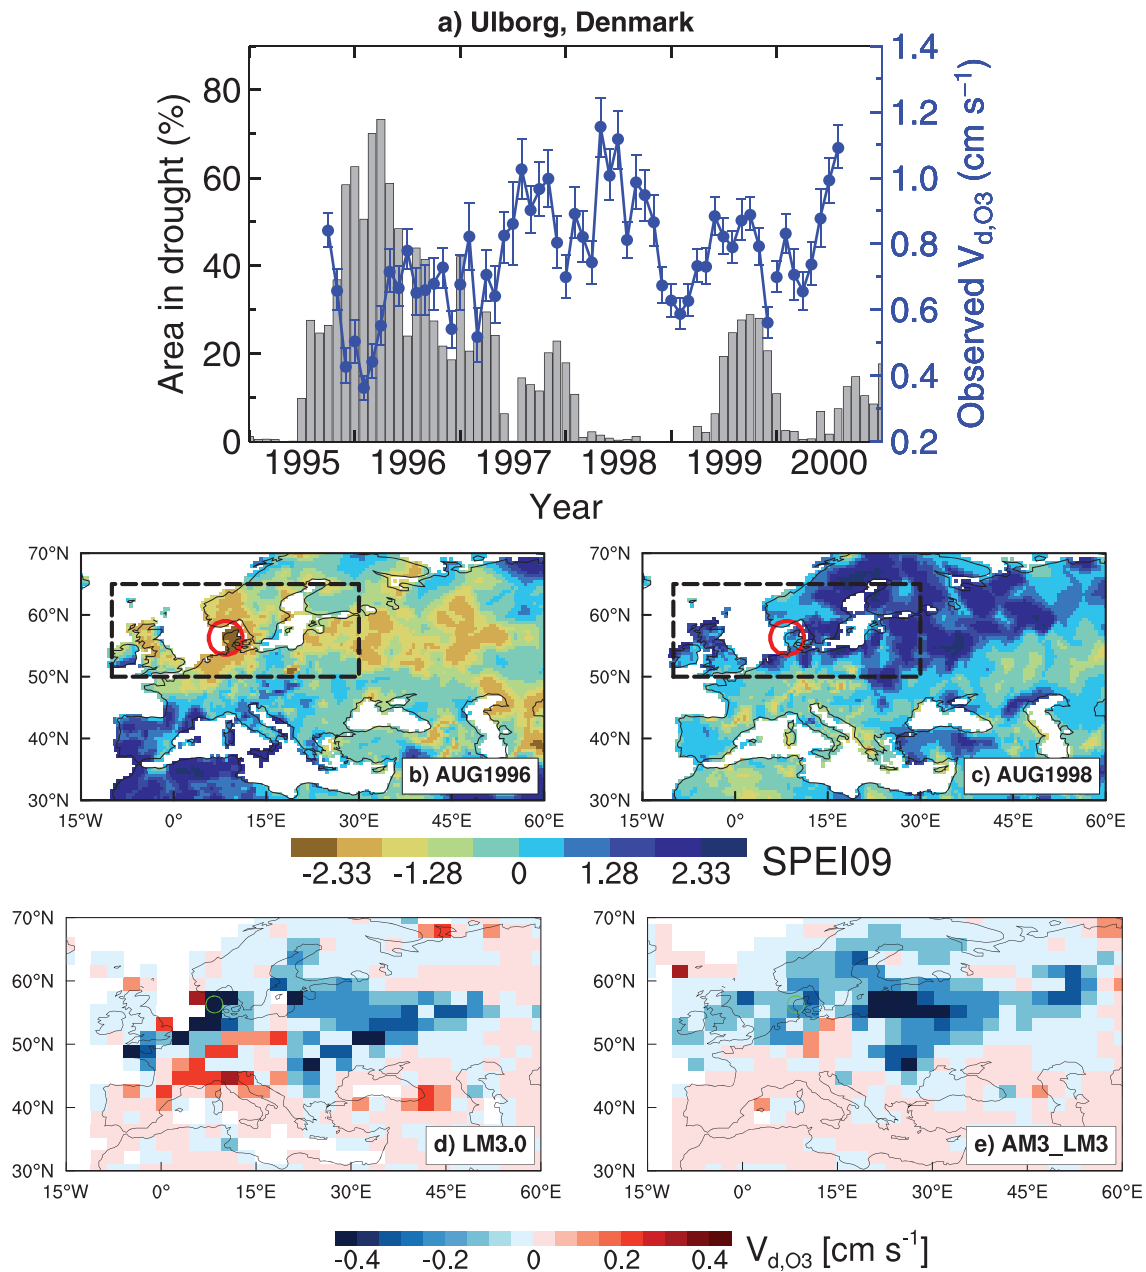 a) Ulborg, Denmark
Area in drought (%)
80
60
40
20
0
1.4
1.2
1.0
0.8
0.6
0.4
0.2
Observed Vd,O3 (cm s−1)
1995 1996 1997 1998 1999 2000
Year
70°N
60°N
50°N
40°N
30°N
b) AUG1996
15°W 0° 15°E 30°E 45°E 60°E
70°N
60°N
50°N
40°N
30°N
c) AUG1998
15°W 0° 15°E 30°E 45°E 60°E
-2.33 -1.28 0 1.28 2.33 SPEI09
70°N
60°N
50°N
40°N
30°N
d) LM3.0
15°W 0° 15°E 30°E 45°E 60°E
70°N
60°N
50°N
40°N
30°N
e) AM3_LM3
15°W 0° 15°E 30°E 45°E 60°E
-0.4 -0.2 0 0.2 0.4 Vd,O3 [cm s-1]